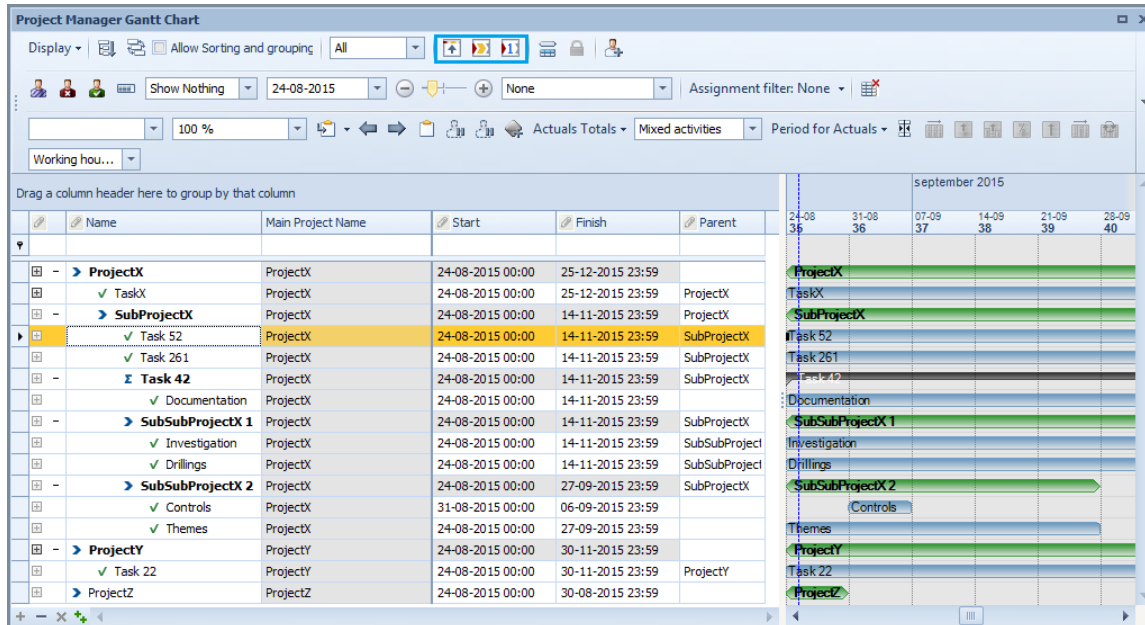 Project Manager Gantt Chart
Display Allow Sorting and grouping All
Show Nothing 24-08-2015 None Assignment filter: None
100 % Actuals Totals Mixed activities Period for Actuals
Working hou...
Drag a column header here to group by that column
september 2015
Name Main Project Name Start Finish Parent
24-08 31-08 07-09 14-09 21-09 28-09
35 36 37 38 39 40
ProjectX ProjectX 24-08-2015 00:00 25-12-2015 23:59 ProjectX
TaskX ProjectX 24-08-2015 00:00 25-12-2015 23:59 ProjectX TaskX
SubProjectX ProjectX 24-08-2015 00:00 14-11-2015 23:59 ProjectX SubProjectX
Task 52 ProjectX 24-08-2015 00:00 14-11-2015 23:59 SubProjectX Task 52
Task 261 ProjectX 24-08-2015 00:00 14-11-2015 23:59 SubProjectX Task 261
Σ Task 42 ProjectX 24-08-2015 00:00 14-11-2015 23:59 SubProjectX Task 42
Documentation ProjectX 24-08-2015 00:00 14-11-2015 23:59 Documentation
SubSubProjectX 1 ProjectX 24-08-2015 00:00 14-11-2015 23:59 SubProjectX SubSubProjectX 1
Investigation ProjectX 24-08-2015 00:00 14-11-2015 23:59 SubSubProject Investigation
Drillings ProjectX 24-08-2015 00:00 14-11-2015 23:59 SubSubProject Drillings
SubSubProjectX 2 ProjectX 24-08-2015 00:00 27-09-2015 23:59 SubProjectX SubSubProjectX 2
Controls ProjectX 31-08-2015 00:00 06-09-2015 23:59 Controls
Themes ProjectX 24-08-2015 00:00 27-09-2015 23:59 Themes
ProjectY ProjectY 24-08-2015 00:00 30-11-2015 23:59 ProjectY
Task 22 ProjectY 24-08-2015 00:00 30-11-2015 23:59 ProjectY Task 22
ProjectZ ProjectZ 24-08-2015 00:00 30-08-2015 23:59 ProjectZ